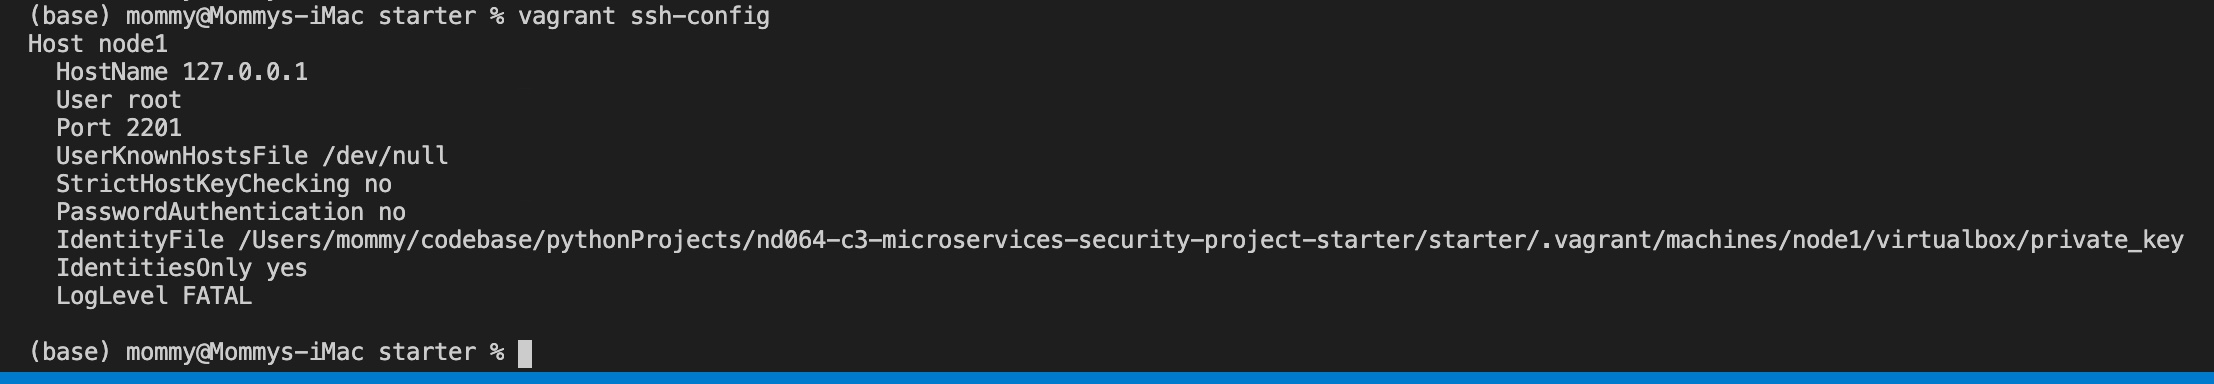 (base) mommy@Mommys-iMac starter % vagrant ssh-config
Host node1
  HostName 127.0.0.1
  User root
  Port 2201
  UserKnownHostsFile /dev/null
  StrictHostKeyChecking no
  PasswordAuthentication no
  IdentityFile /Users/mommy/codebase/pythonProjects/nd064-c3-microservices-security-project-starter/starter/.vagrant/machines/node1/virtualbox/private_key
  IdentitiesOnly yes
  LogLevel FATAL
(base) mommy@Mommys-iMac starter %